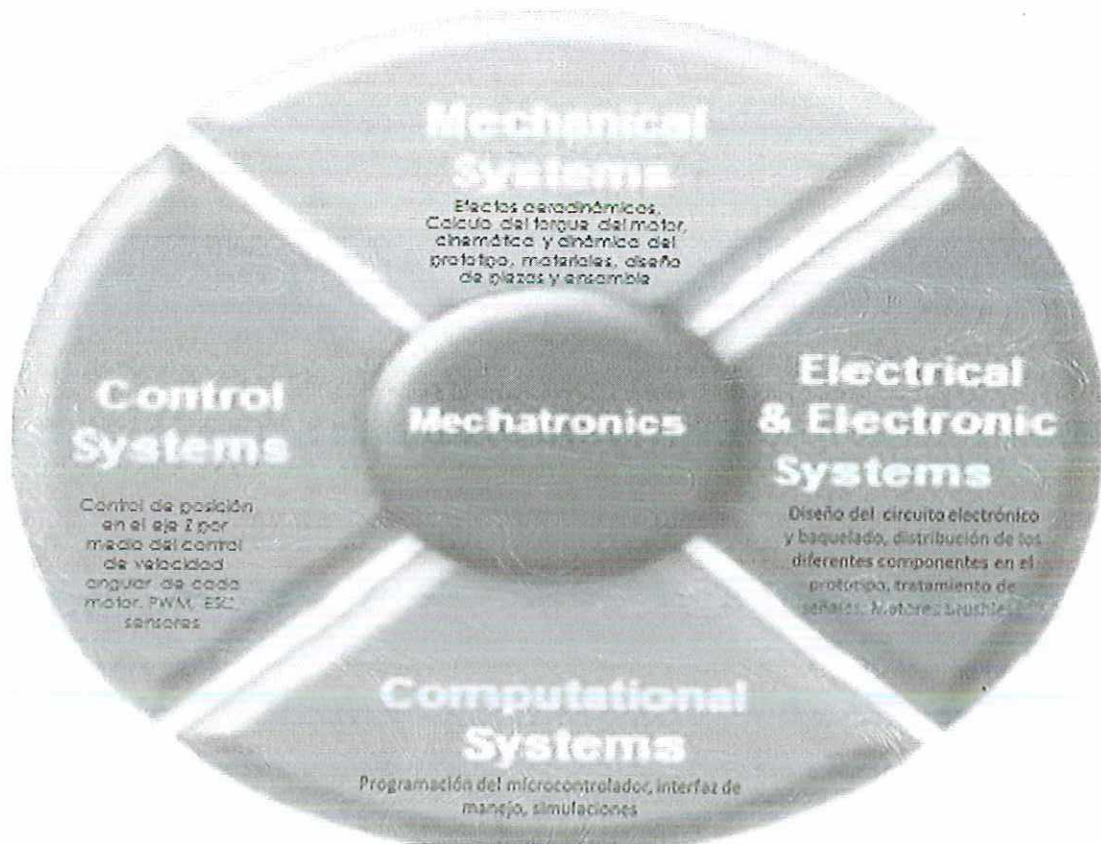 Mechanical
Systems
Efectos aerodinámicos,
Calculo del torque del motor,
cinemática y dinámica del
prototipo, materiales, diseño
de piezas y ensamble
Control
Systems
Control de posición
en el eje Z por
medio del control
de velocidad
angular de cada
motor, PWM, ESC,
sensores
Mechatronics
Electrical
& Electronic
Systems
Diseño del circuito electrónico
y baquelado, distribución de los
diferentes componentes en el
prototipo, tratamiento de
señales, Motores brushless
Computational
Systems
Programación del microcontrolador, interfaz de
manejo, simulaciones